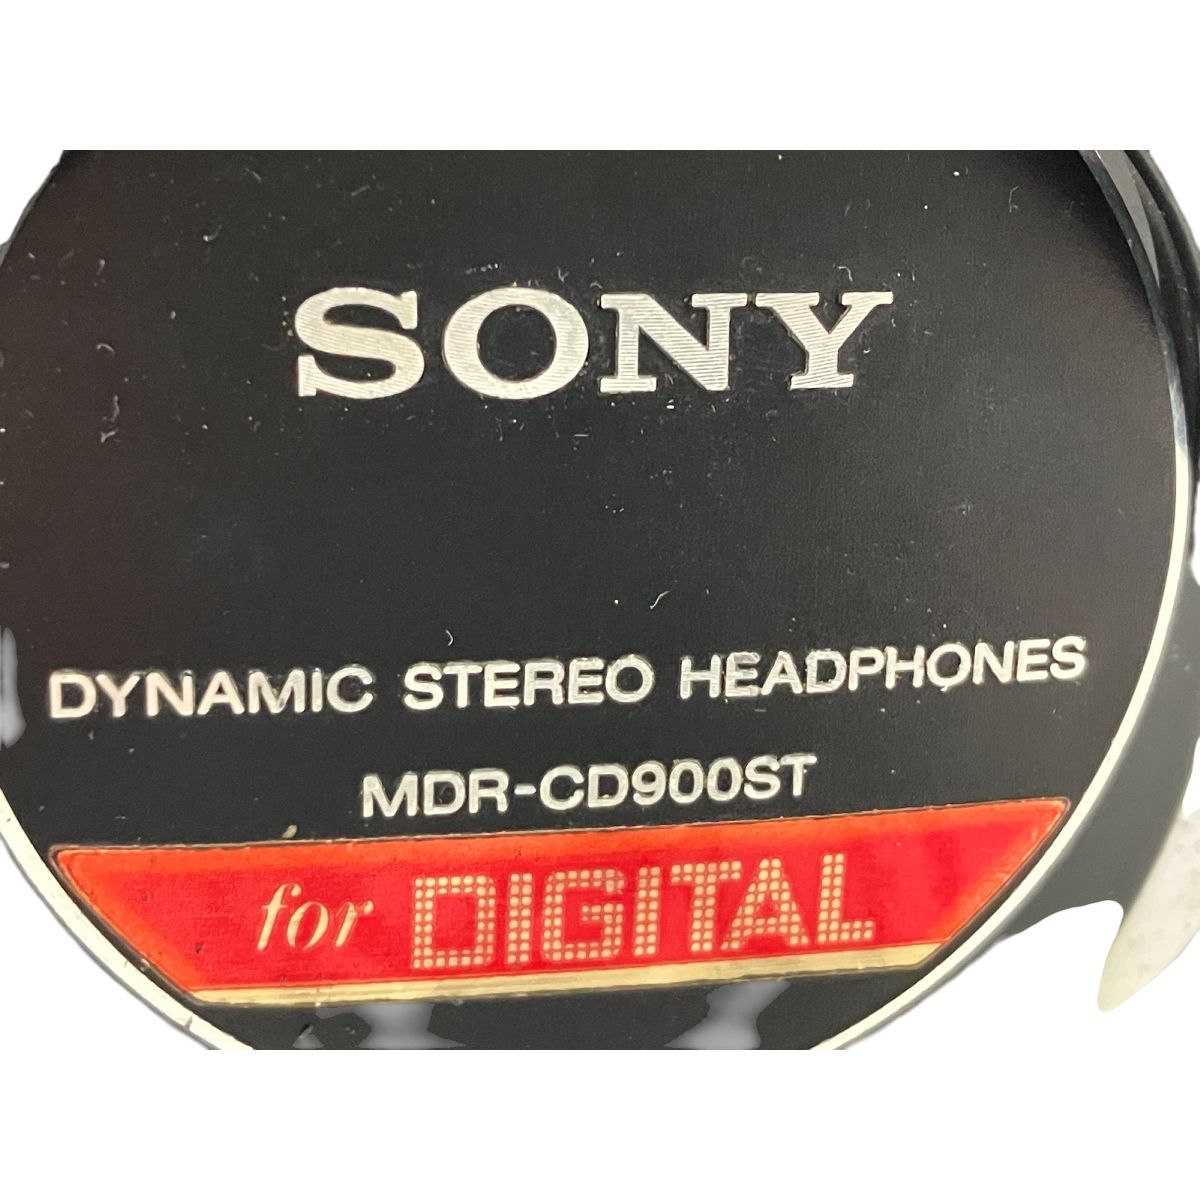 SONY
DYNAMIC STEREO HEADPHONES
MDR-CD900ST
for DIGITAL